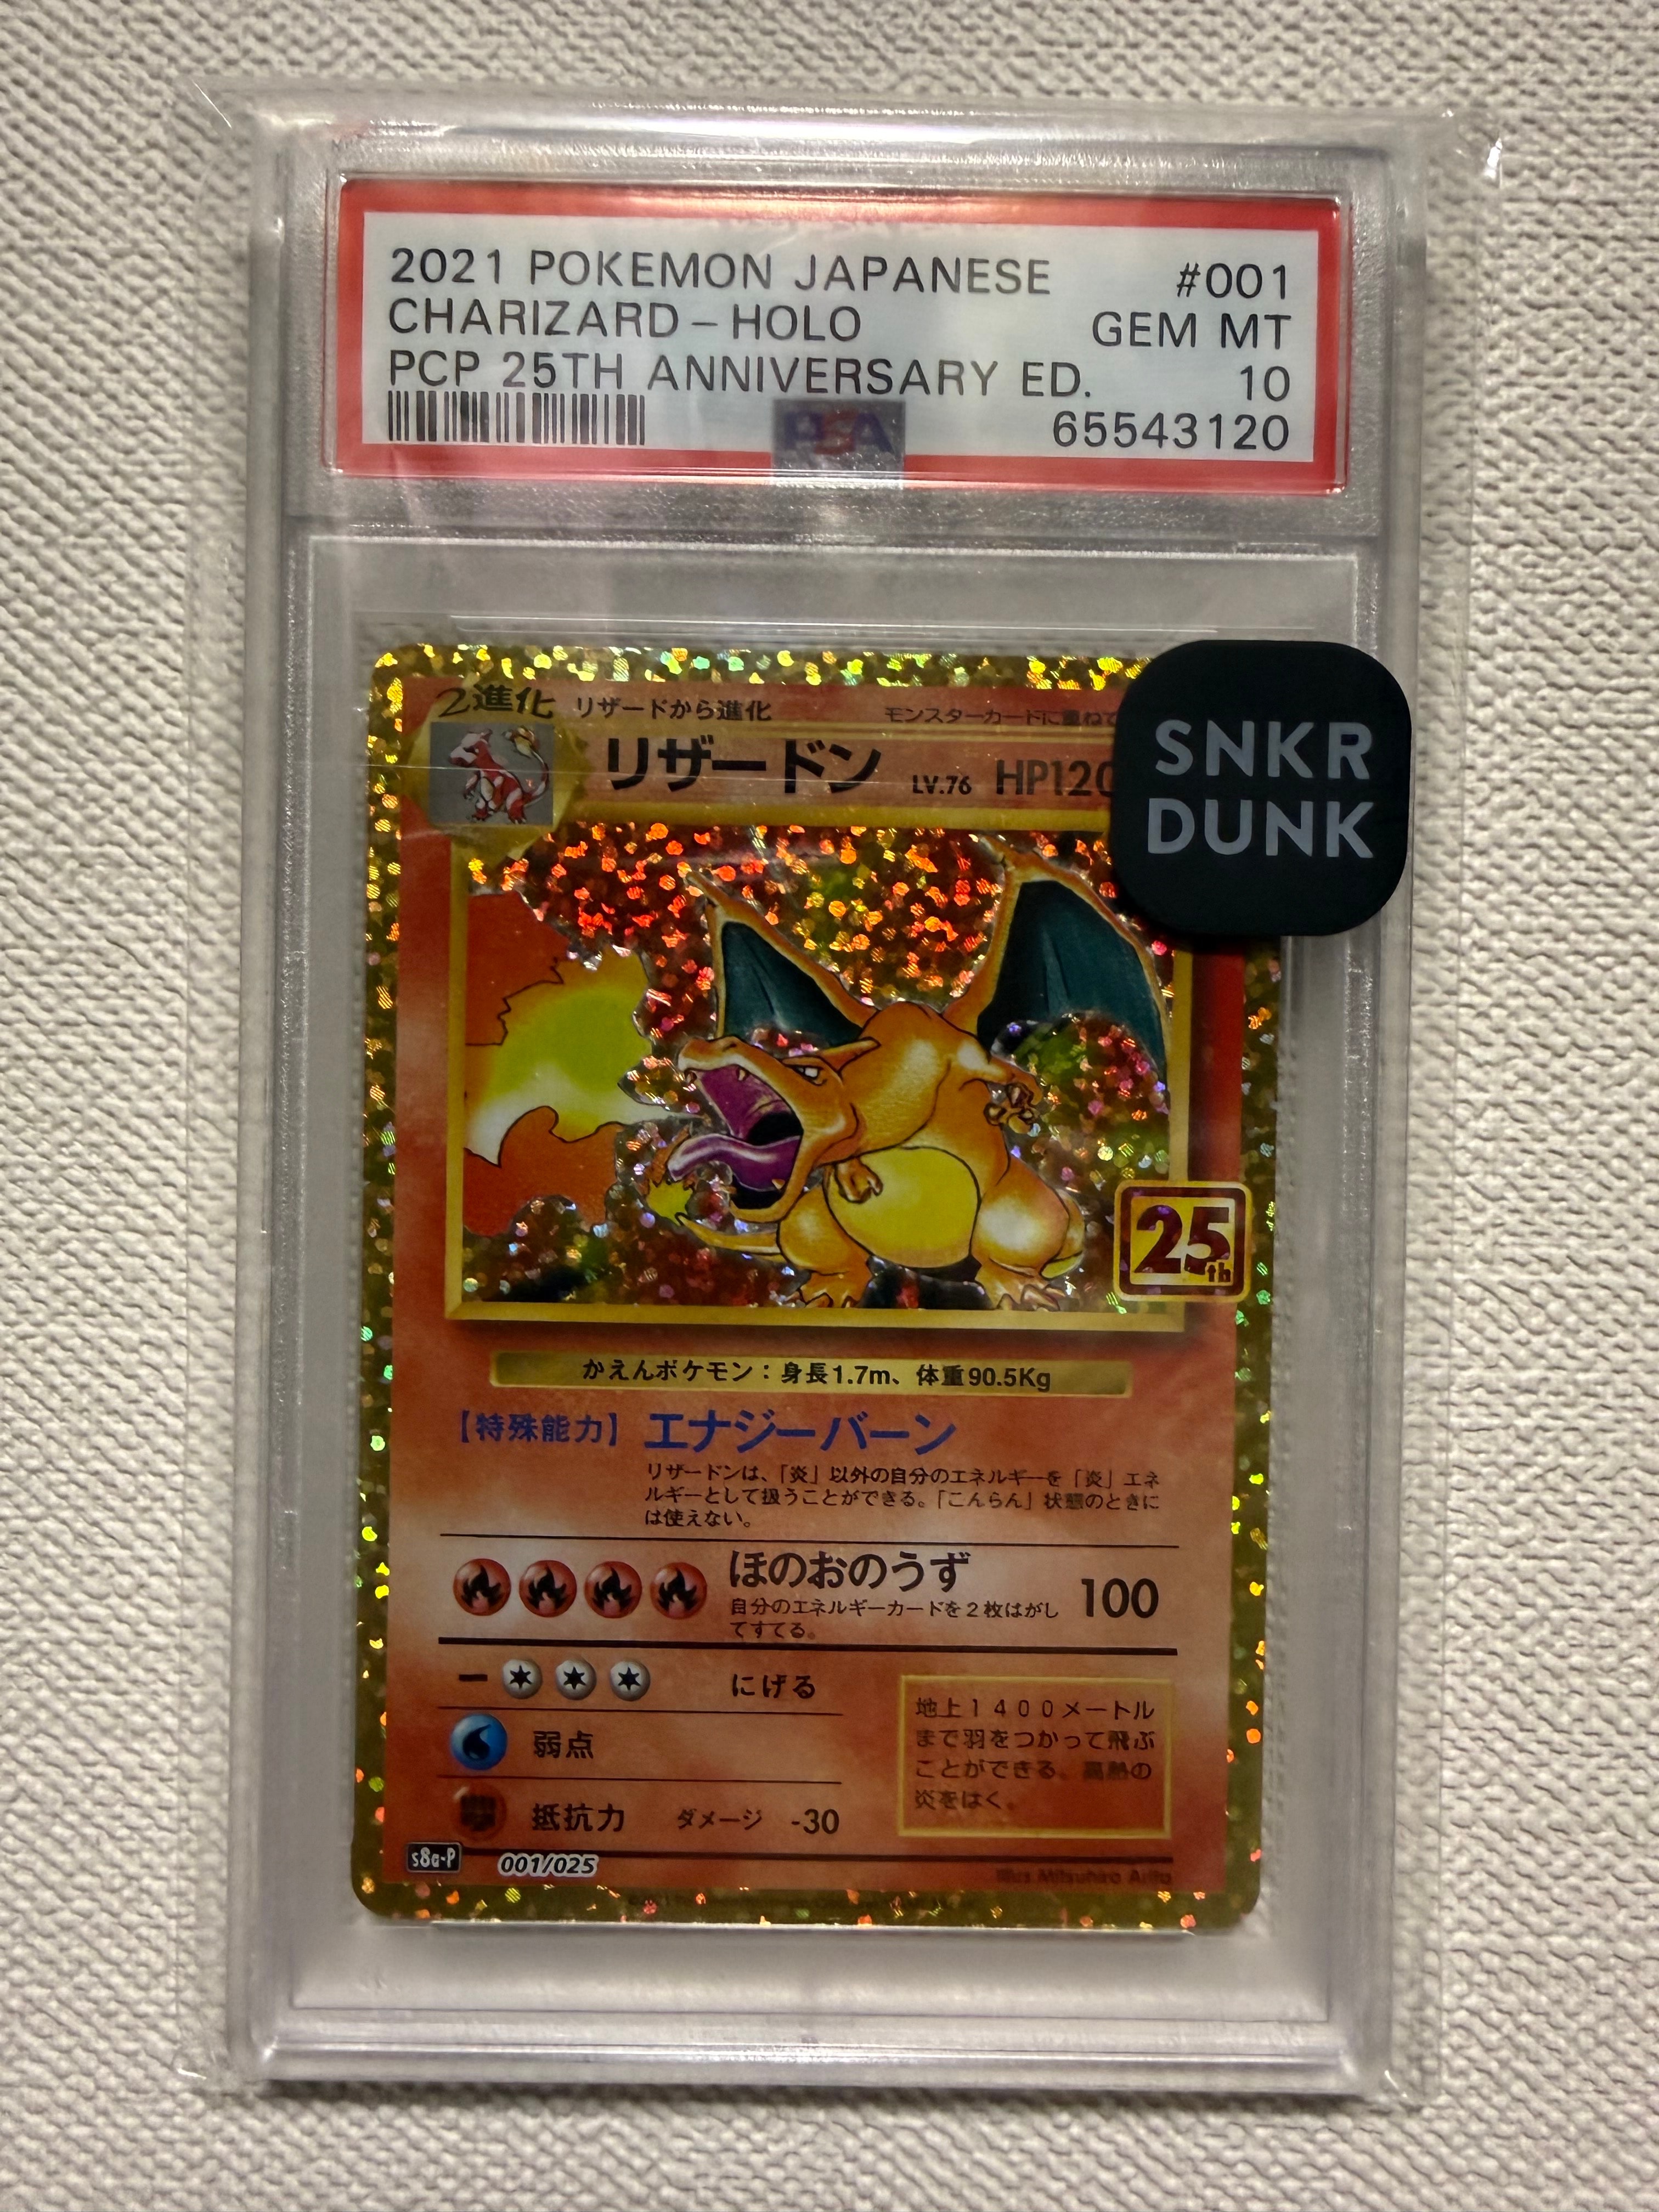 2021 POKEMON JAPANESE #001
CHARIZARD-HOLO GEM MT
PCP 25TH ANNIVERSARY ED. 10
PSA 65543120
SNKR
DUNK
2進化 リザードから進化 モンスターカードに重ねて
リザードン LV.76 HP120
25th
かえんポケモン：身長1.7m、体重90.5Kg
【特殊能力】 エナジーバーン
リザードンは、「炎」以外の自分のエネルギーを「炎」エネ
ルギーとして扱うことができる。「こんらん」状態のときに
は使えない。
ほのおのうず 100
自分のエネルギーカードを2枚はがし
てすてる。
にげる
弱点
抵抗力 ダメージ -30
地上1400メートル
まで羽をつかって飛ぶ
ことができる。高熱の
炎をはく。
s8a-P 001/025
Illus. Mitsuhiro Arita